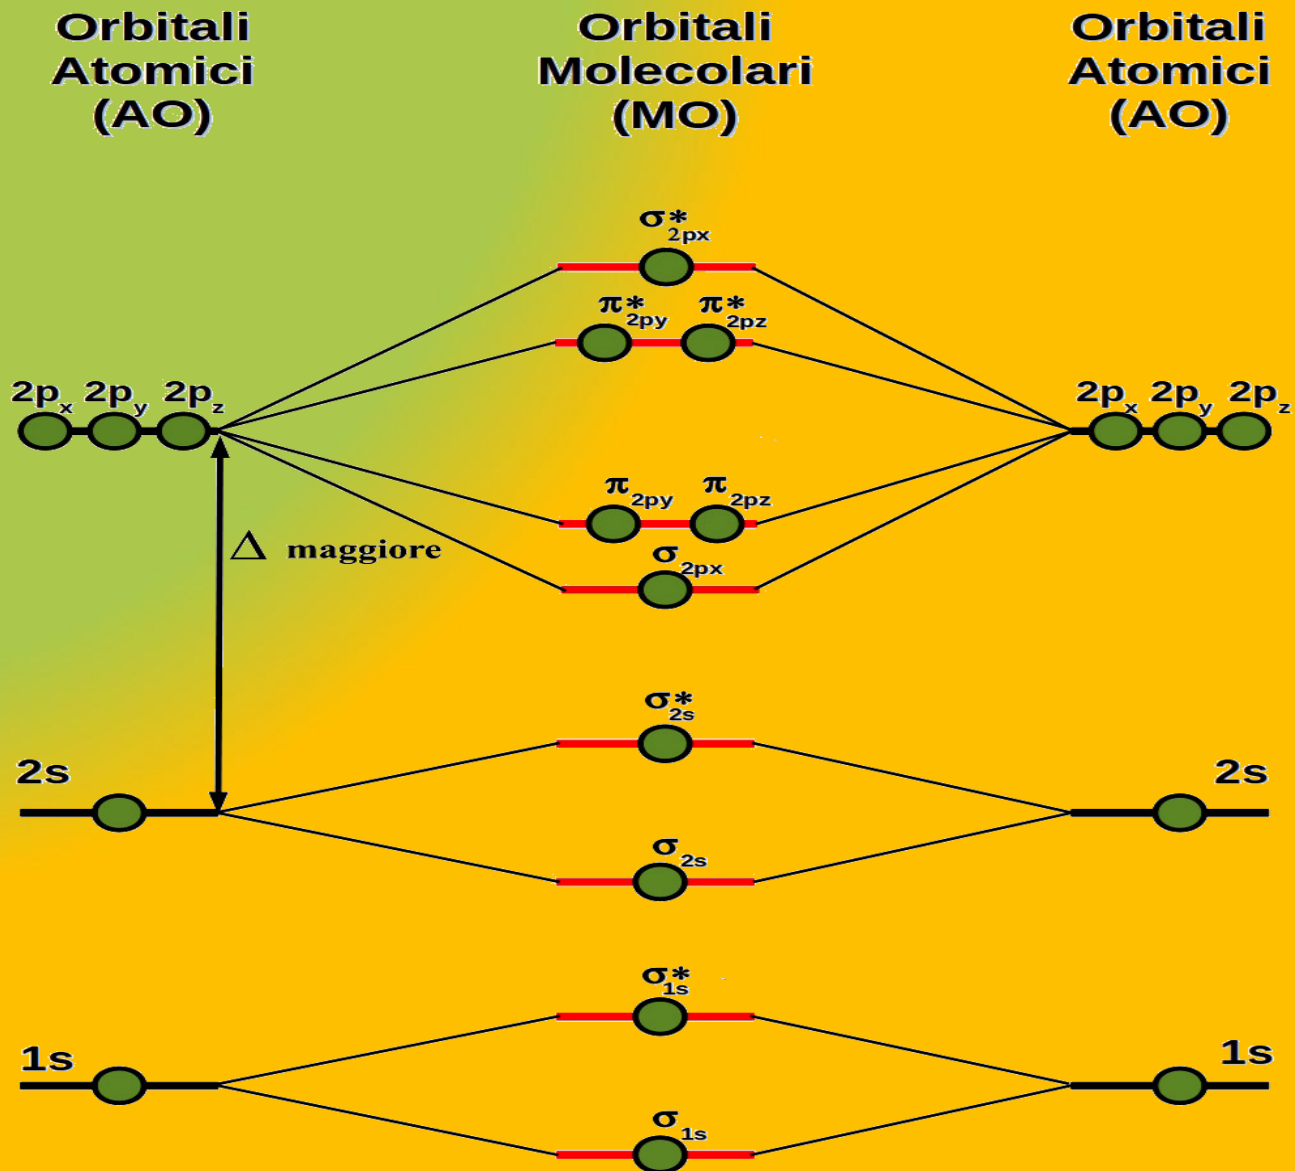 Orbitali
Atomici
(AO)
Orbitali
Molecolari
(MO)
Orbitali
Atomici
(AO)
σ*2px
π*2py π*2pz
2px 2py 2pz
2px 2py 2pz
π2py π2pz
Δ maggiore
σ2px
σ*2s
2s
2s
σ2s
σ*1s
1s
1s
σ1s